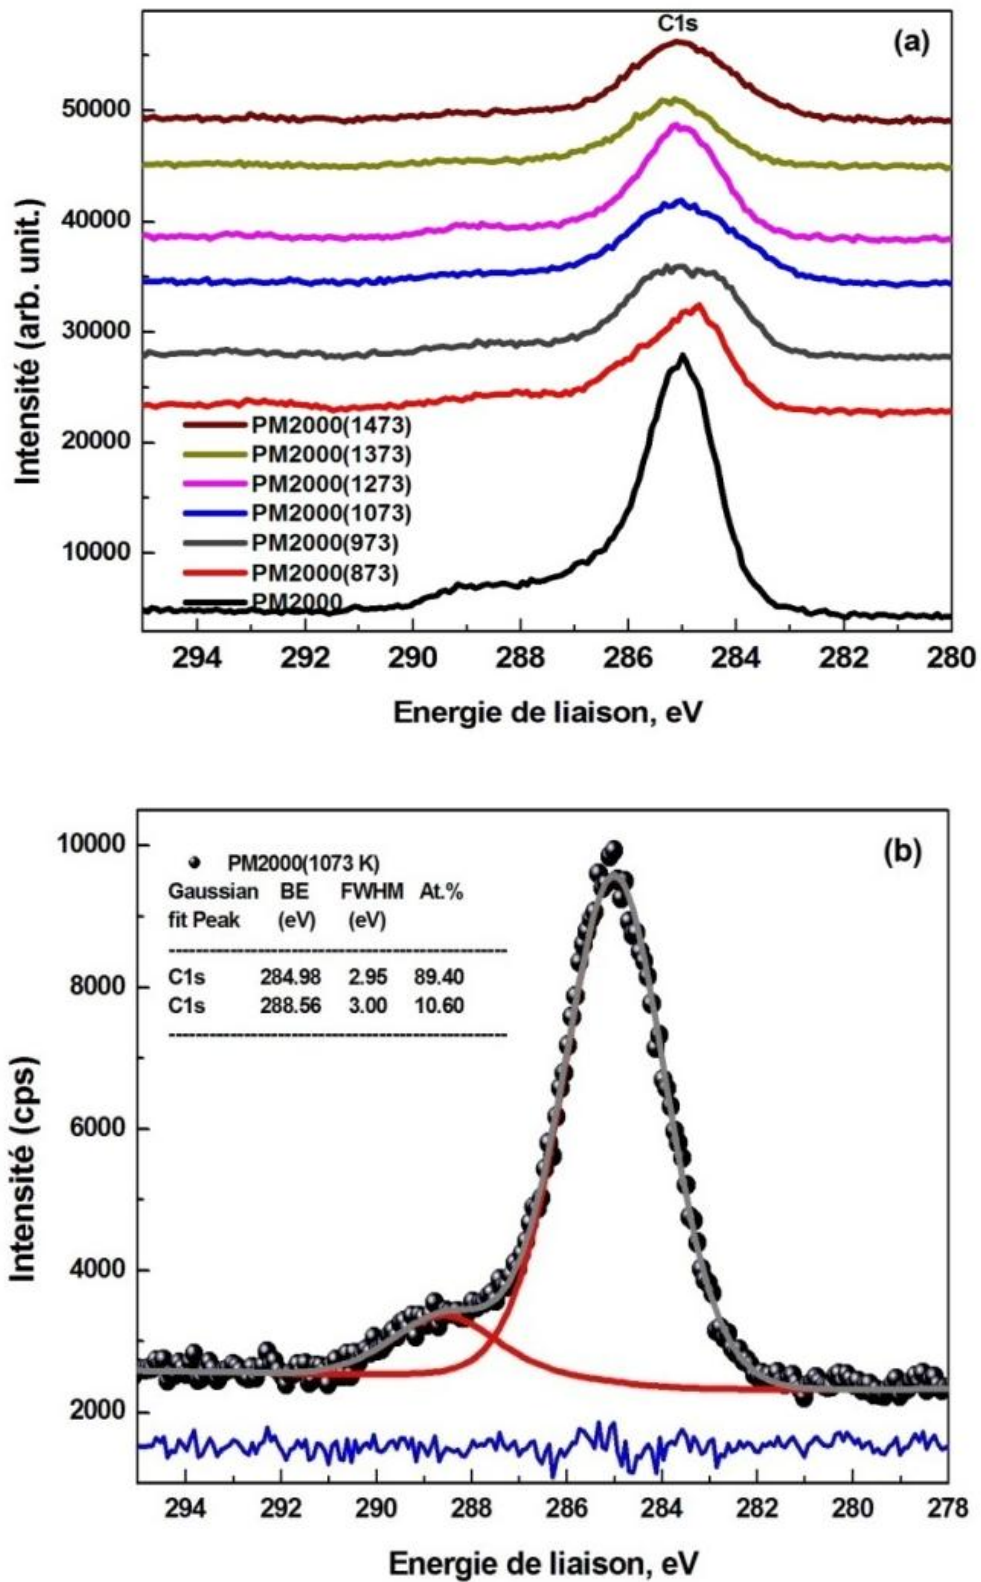 C1s
(a)
50000
40000
30000
20000
10000
Intensité (arb. unit.)
PM2000(1473)
PM2000(1373)
PM2000(1273)
PM2000(1073)
PM2000(973)
PM2000(873)
PM2000
294 292 290 288 286 284 282 280
Energie de liaison, eV
(b)
10000
8000
6000
4000
2000
Intensité (cps)
PM2000(1073 K)
Gaussian BE FWHM At.%
fit Peak (eV) (eV)
C1s 284.98 2.95 89.40
C1s 288.56 3.00 10.60
294 292 290 288 286 284 282 280 278
Energie de liaison, eV